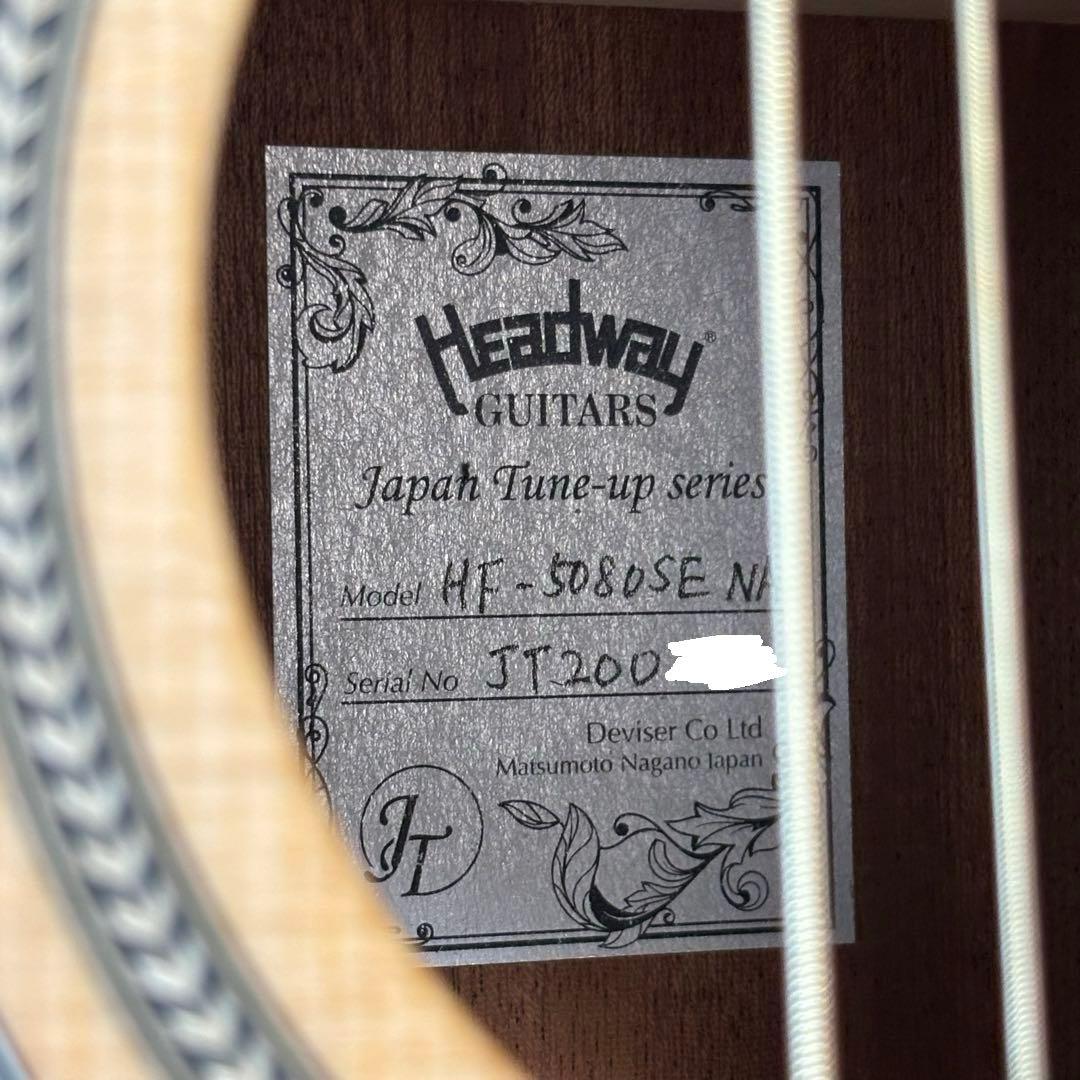 Headway®
GUITARS
Japan Tune-up series
Model HF-5080SE
Serial No JT200
Deviser Co Ltd
Matsumoto Nagano Japan
JT